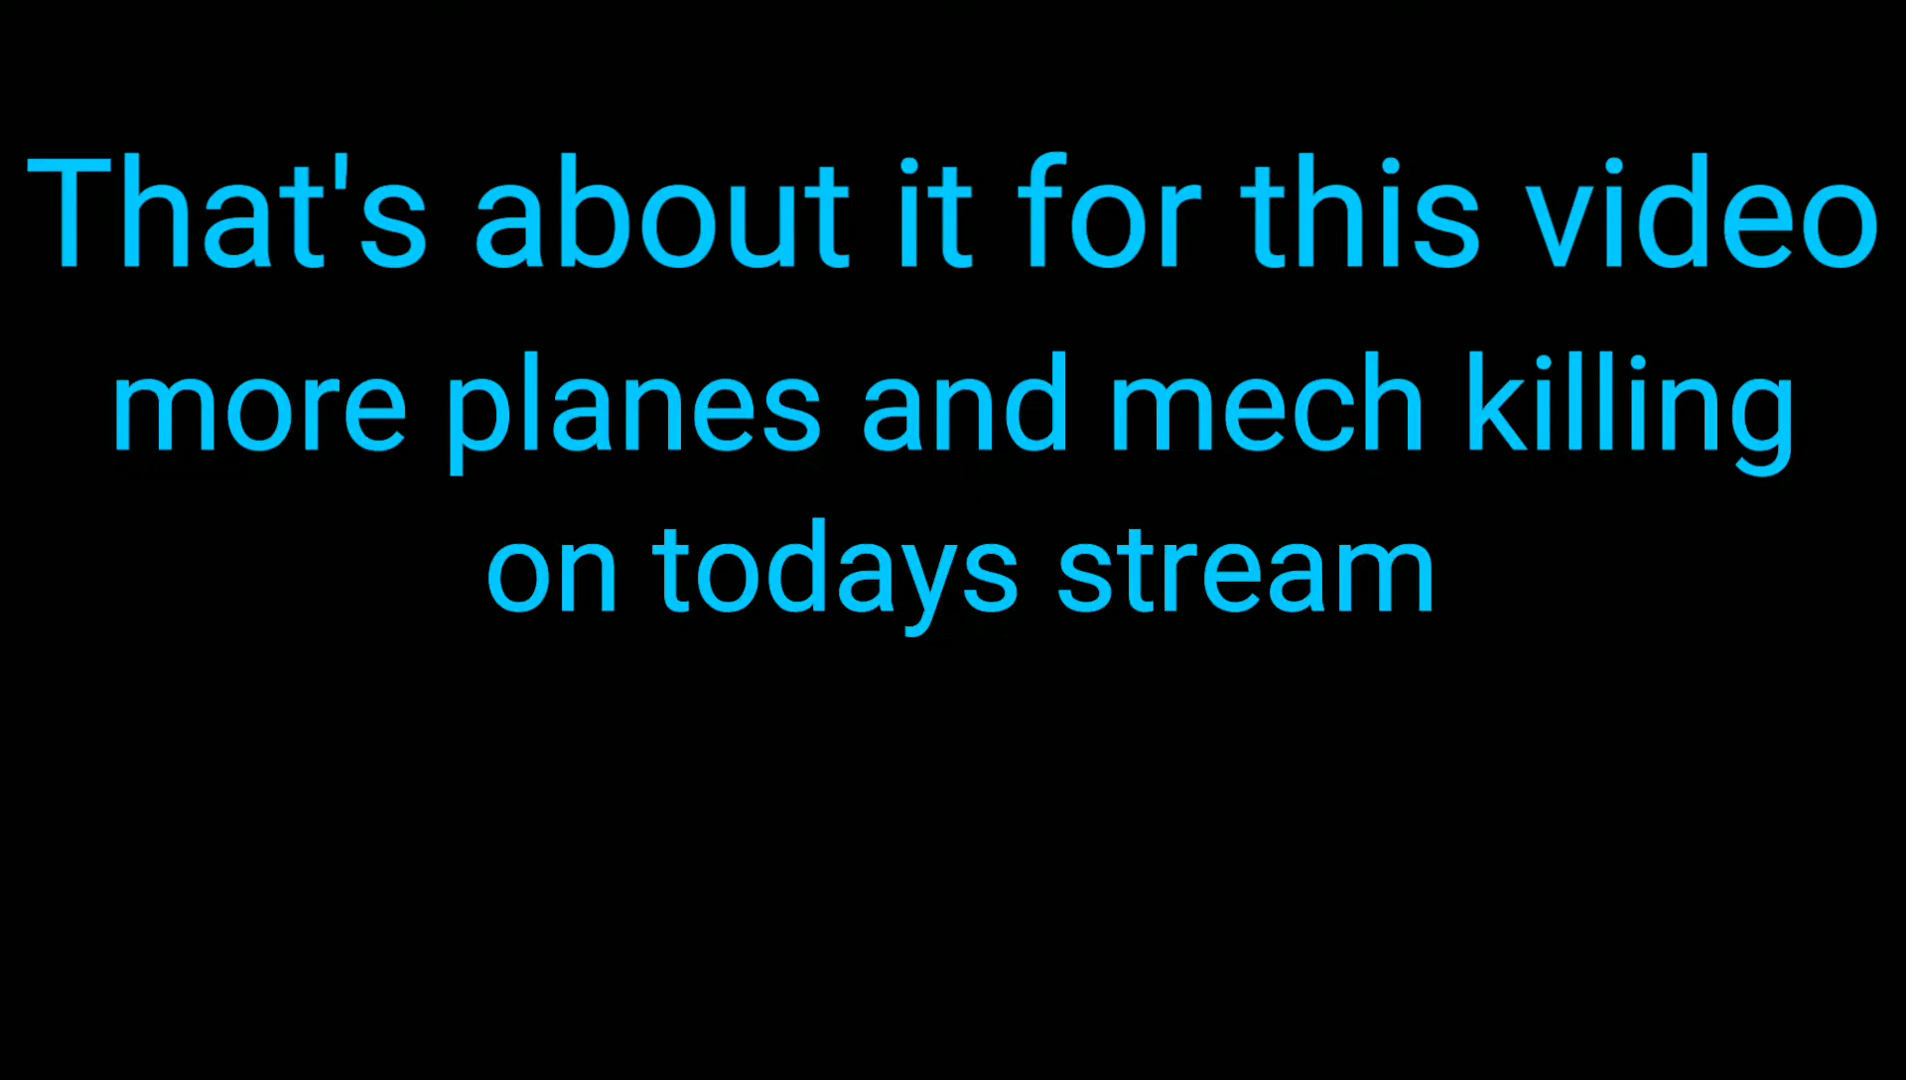 That's about it for this video
more planes and mech killing
on todays stream